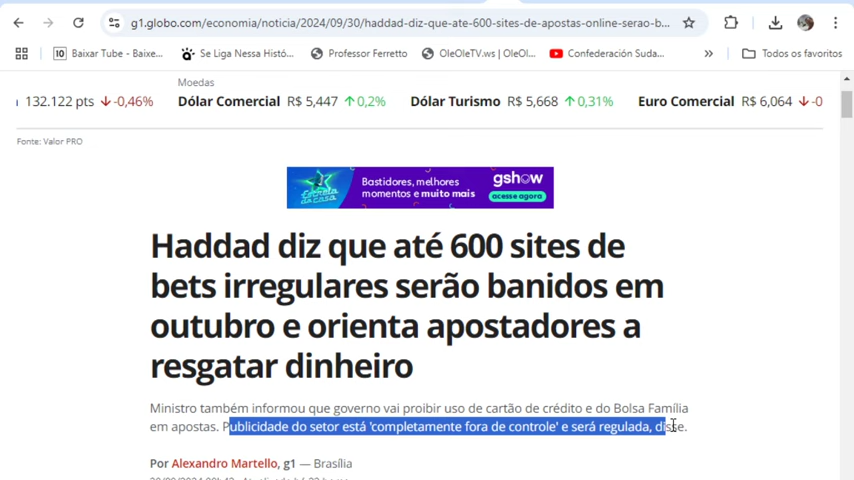 g1.globo.com/economia/noticia/2024/09/30/haddad-diz-que-ate-600-sites-de-apostas-online-serao-b...
Baixar Tube - Baixe... Se Liga Nessa Histó... Professor Ferretto OleOleTV.ws | OleOl... Confederación Suda... » Todos os favoritos
Moedas
132.122 pts -0,46% Dólar Comercial R$ 5,447 0,2% Dólar Turismo R$ 5,668 0,31% Euro Comercial R$ 6,064 -0
Fonte: Valor PRO
Estrela da casa
Bastidores, melhores
momentos e muito mais
gshow
acesse agora
Haddad diz que até 600 sites de
bets irregulares serão banidos em
outubro e orienta apostadores a
resgatar dinheiro
Ministro também informou que governo vai proibir uso de cartão de crédito e do Bolsa Família
em apostas. Publicidade do setor está 'completamente fora de controle' e será regulada, disse.
Por Alexandro Martello, g1 — Brasília